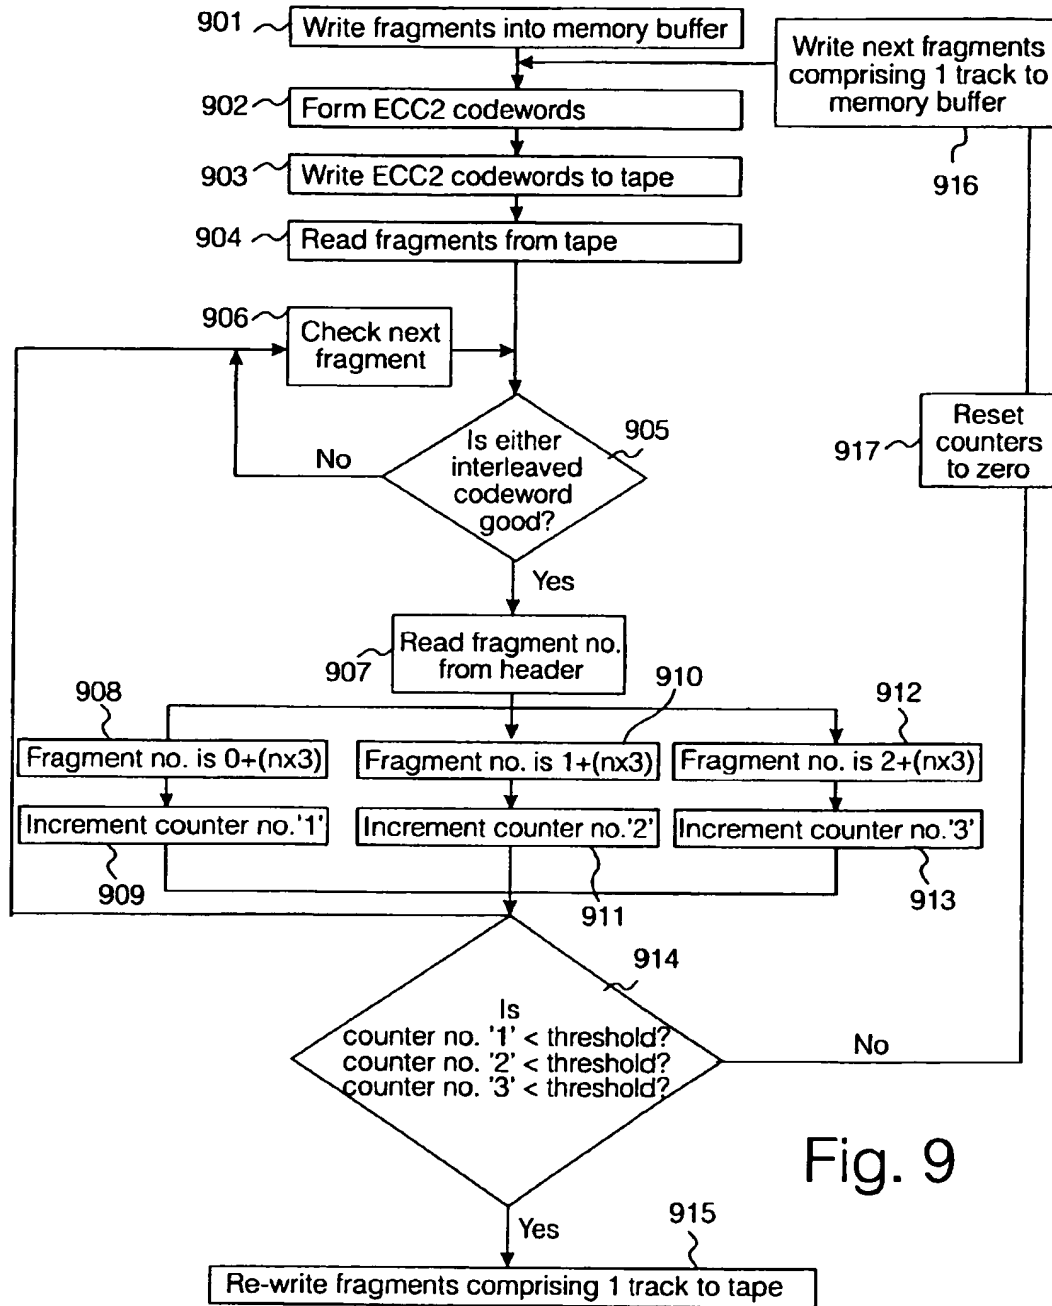 901
Write fragments into memory buffer
Write next fragments
comprising 1 track to
memory buffer
902
Form ECC2 codewords
916
903
Write ECC2 codewords to tape
904
Read fragments from tape
906
Check next
fragment
905
Is either
interleaved
codeword
good?
No
917
Reset
counters
to zero
Yes
907
Read fragment no.
from header
908
910
912
Fragment no. is 0+(nx3)
Fragment no. is 1+(nx3)
Fragment no. is 2+(nx3)
Increment counter no.'1'
Increment counter no.'2'
Increment counter no.'3'
909
911
913
914
Is
counter no. '1' < threshold?
counter no. '2' < threshold?
counter no. '3' < threshold?
No
Fig. 9
Yes
915
Re-write fragments comprising 1 track to tape